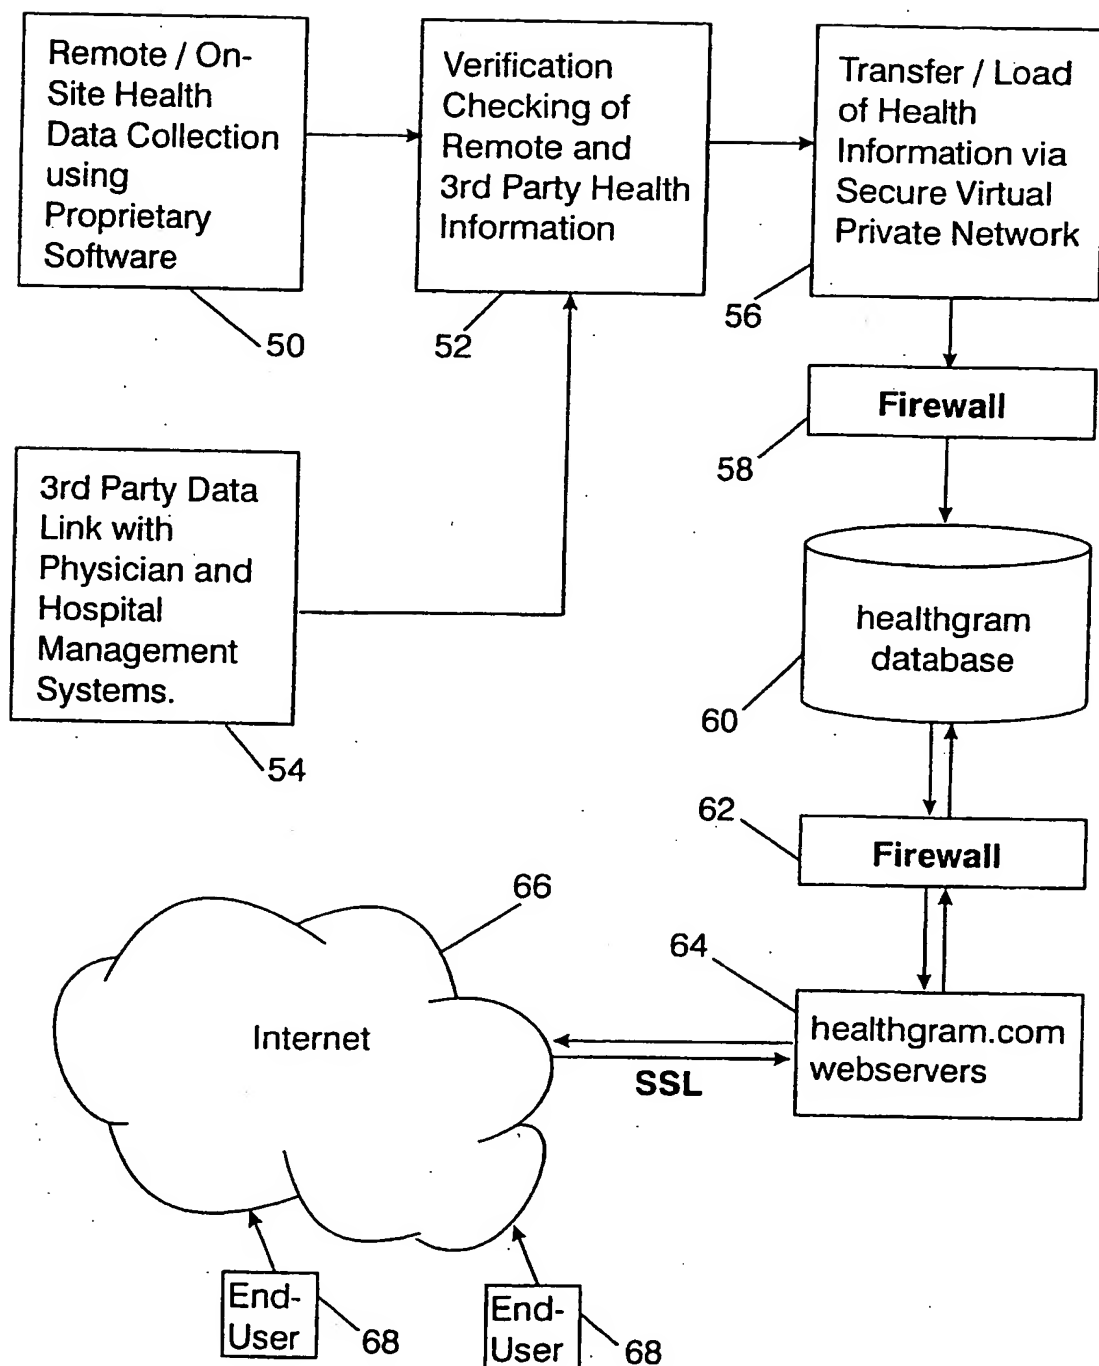 Remote / On-
Site Health
Data Collection
using
Proprietary
Software
50
Verification
Checking of
Remote and
3rd Party Health
Information
52
Transfer / Load
of Health
Information via
Secure Virtual
Private Network
56
Firewall
58
3rd Party Data
Link with
Physician and
Hospital
Management
Systems.
54
healthgram
database
60
62
Firewall
66
64
Internet
healthgram.com
webservers
SSL
End-
User
68
End-
User
68